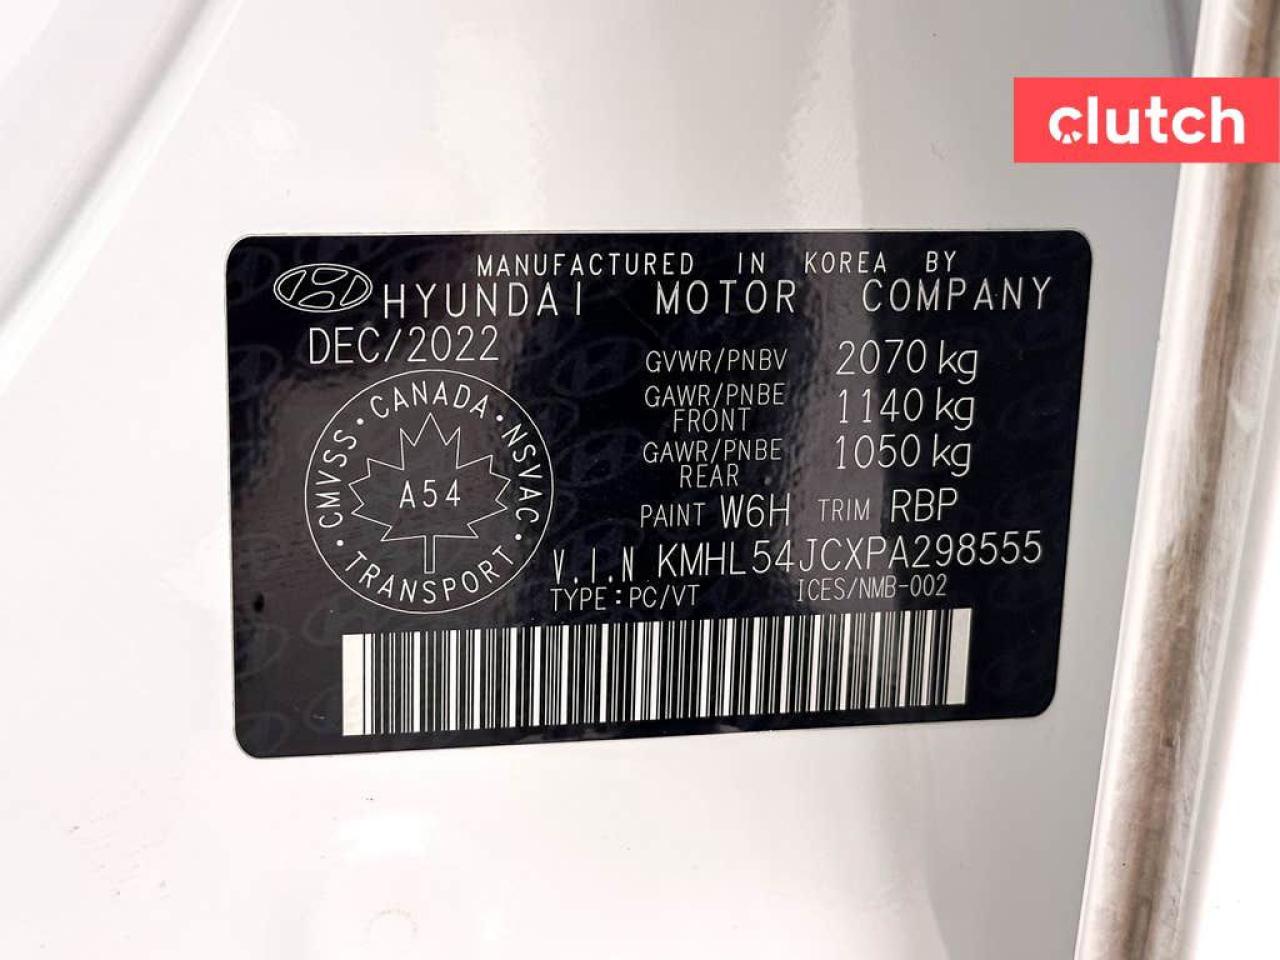 clutch
MANUFACTURED IN KOREA BY
HYUNDAI MOTOR COMPANY
DEC/2022
GVWR/PNBV 2070 kg
GAWR/PNBE FRONT 1140 kg
GAWR/PNBE REAR 1050 kg
PAINT W6H TRIM RBP
CANADA • NSVAC • TRANSPORT • CMVSS •
A54
V.I.N KMHL54JCXPA298555
TYPE:PC/VT ICES/NMB-002